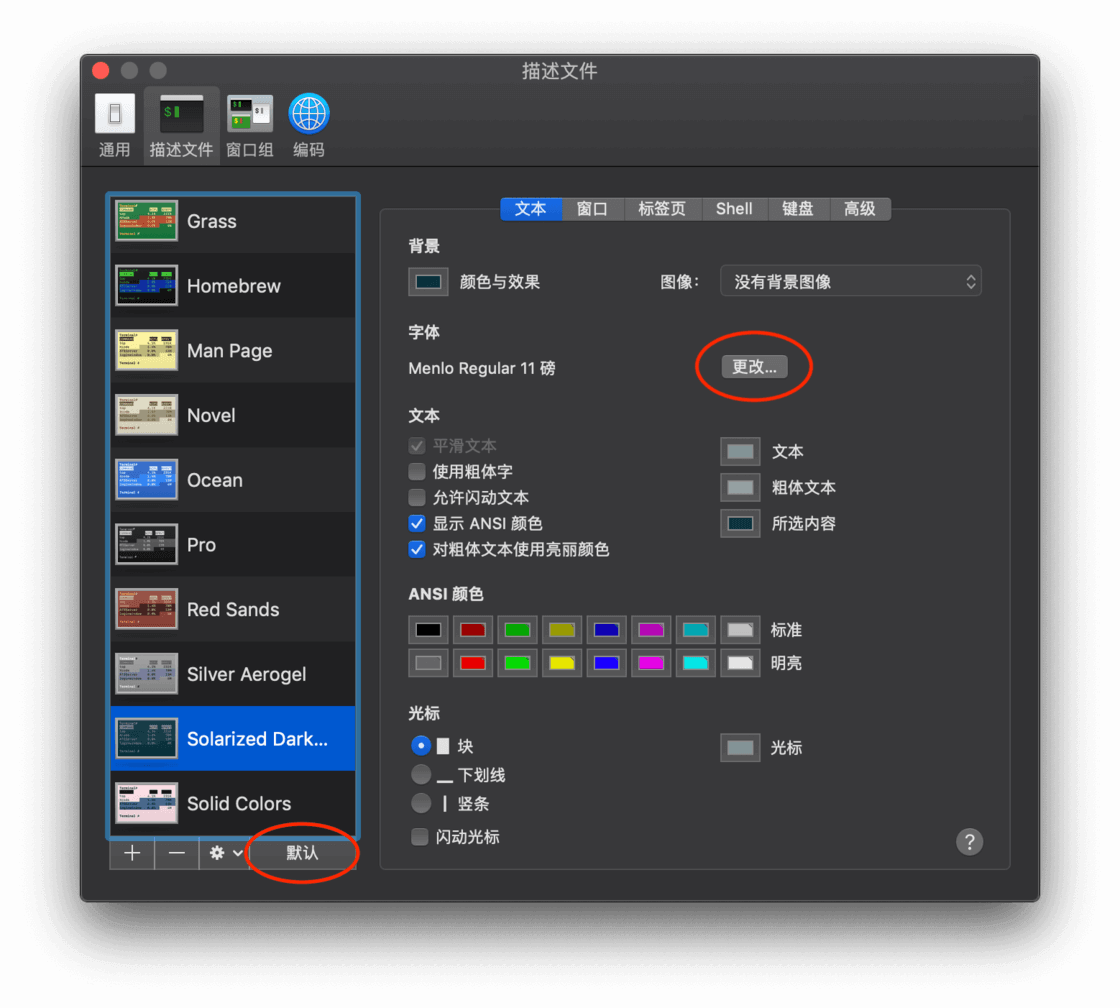 描述文件
通用
描述文件
窗口组
编码
Grass
Homebrew
Man Page
Novel
Ocean
Pro
Red Sands
Silver Aerogel
Solarized Dark...
Solid Colors
默认
文本
窗口
标签页
Shell
键盘
高级
背景
颜色与效果
图像:
没有背景图像
字体
Menlo Regular 11 磅
更改...
文本
平滑文本
使用粗体字
允许闪动文本
显示 ANSI 颜色
对粗体文本使用亮丽颜色
文本
粗体文本
所选内容
ANSI 颜色
标准
明亮
光标
块
下划线
竖条
闪动光标
光标
?